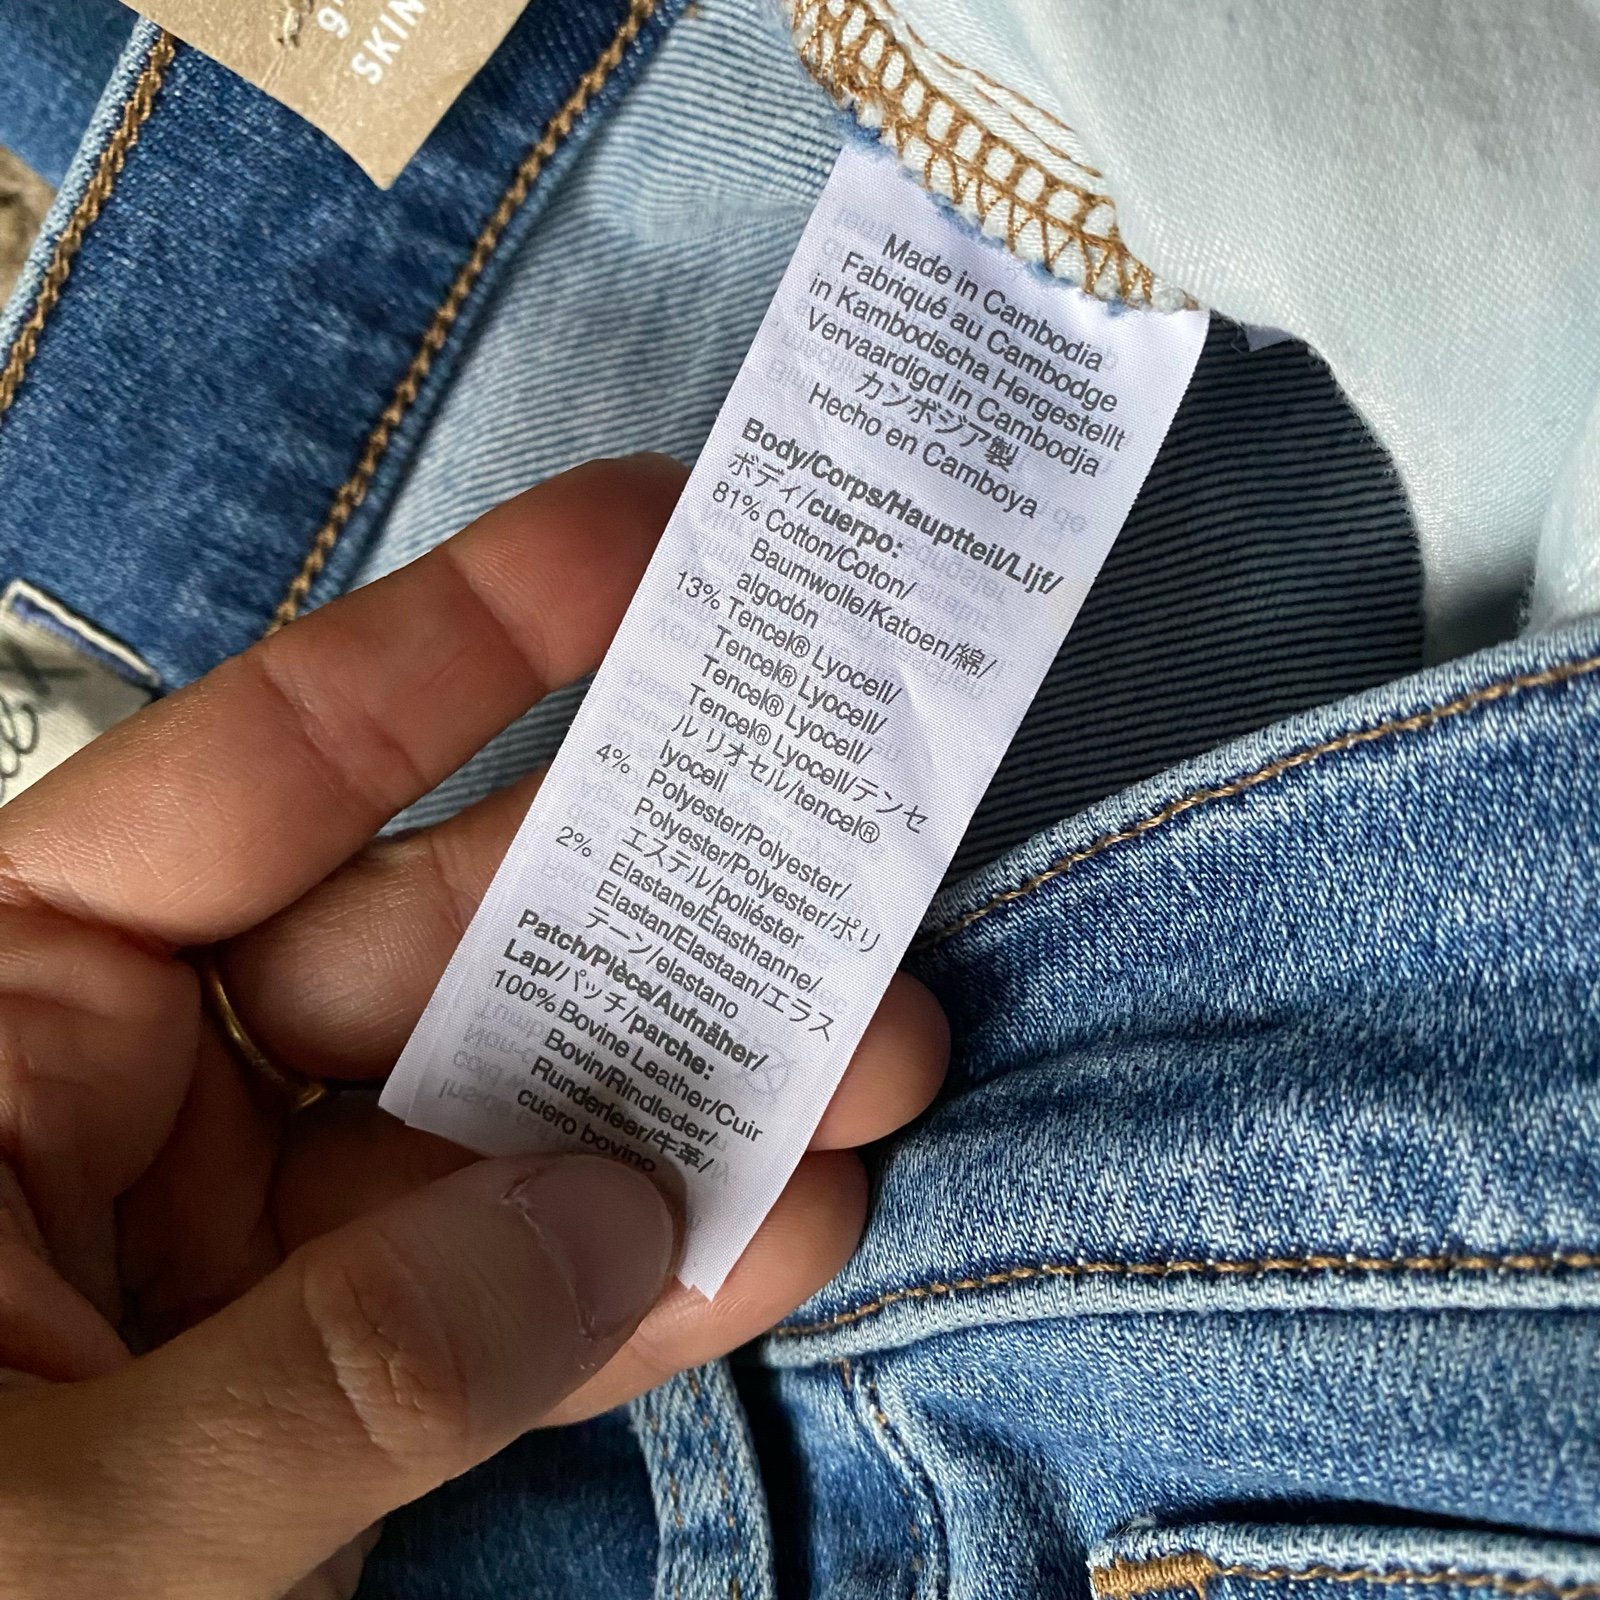 SKIN
Made in Cambodia
Fabriqué au Cambodge
in Kambodscha Hergestellt
Vervaardigd in Cambodja
カンボジア製
Hecho en Camboya
Body/Corps/Hauptteil/Lijf/
ボディ/cuerpo:
81% Cotton/Coton/
Baumwolle/Katoen/綿/
algodón
13% Tencel® Lyocell/
Tencel® Lyocell/
Tencel® Lyocell/
Tencel® Lyocell/テンセ
ル リオセル/tencel®
lyocell
4% Polyester/Polyester/
Polyester/Polyester/ポリ
エステル/poliéster
2% Elastane/Elasthanne/
Elastan/Elastaan/エラス
テーン/elastano
Patch/Pièce/Aufnäher/
Lap/パッチ/parche:
100% Bovine Leather/Cuir
Bovin/Rindleder/
Runderleer/牛革/
cuero bovino